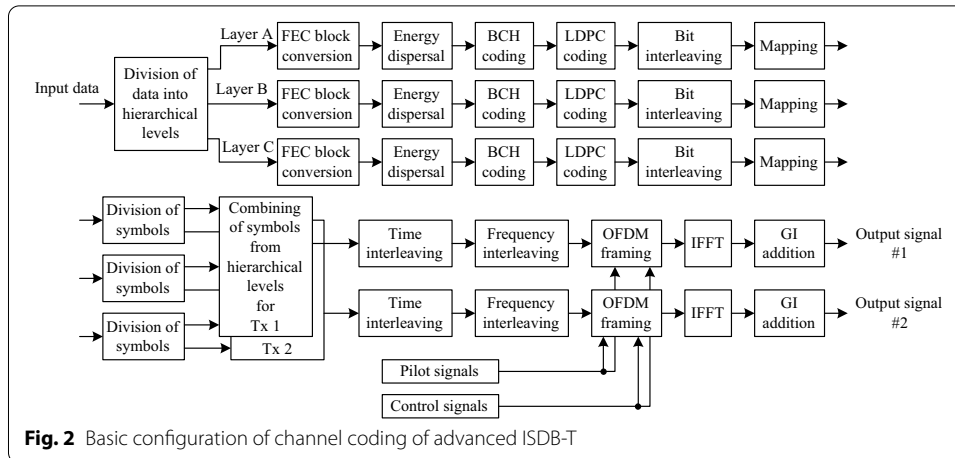 Input data
Division of
data into
hierarchical
levels
Layer A
FEC block
conversion
Energy
dispersal
BCH
coding
LDPC
coding
Bit
interleaving
Mapping
Layer B
FEC block
conversion
Energy
dispersal
BCH
coding
LDPC
coding
Bit
interleaving
Mapping
Layer C
FEC block
conversion
Energy
dispersal
BCH
coding
LDPC
coding
Bit
interleaving
Mapping
Division of
symbols
Division of
symbols
Division of
symbols
Combining
of symbols
from
hierarchical
levels
for
Tx 1
Tx 2
Time
interleaving
Frequency
interleaving
OFDM
framing
IFFT
GI
addition
Output signal
#1
Time
interleaving
Frequency
interleaving
OFDM
framing
IFFT
GI
addition
Output signal
#2
Pilot signals
Control signals
Fig. 2 Basic configuration of channel coding of advanced ISDB-T